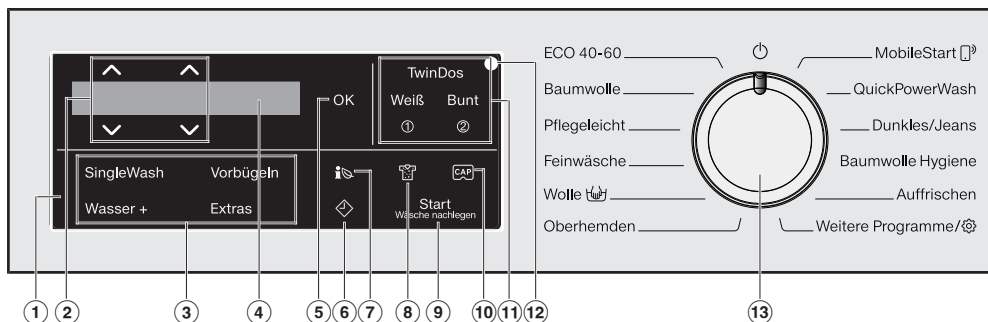 TwinDos
OK
Weiß Bunt
① ②
SingleWash Vorbügeln
CAP
Wasser + Extras
Start
Wäsche nachlegen
ECO 40-60
Baumwolle
Pflegeleicht
Feinwäsche
Wolle
Oberhemden
MobileStart
QuickPowerWash
Dunkles/Jeans
Baumwolle Hygiene
Auffrischen
Weitere Programme/
① ② ③ ④ ⑤ ⑥ ⑦ ⑧ ⑨ ⑩ ⑪ ⑫ ⑬